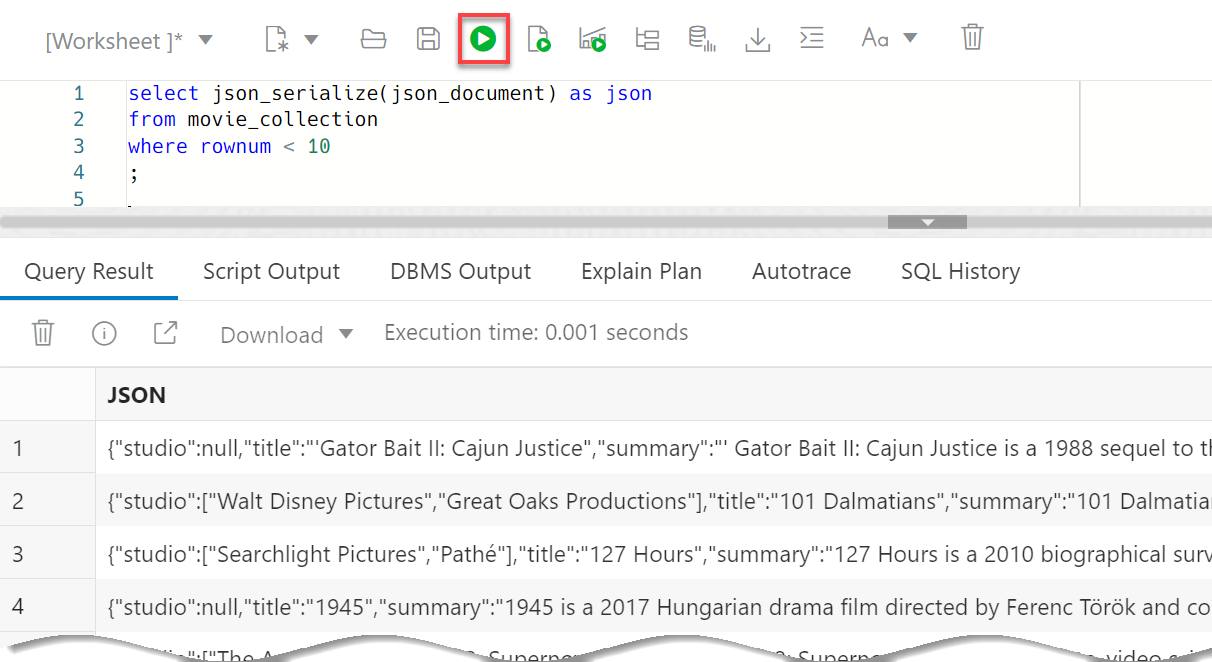 [Worksheet ]*
Aa
1 select json_serialize(json_document) as json
2 from movie_collection
3 where rownum < 10
4 ;
5
Query Result Script Output DBMS Output Explain Plan Autotrace SQL History
Download Execution time: 0.001 seconds
JSON
1 {"studio":null,"title":"'Gator Bait II: Cajun Justice","summary":"' Gator Bait II: Cajun Justice is a 1988 sequel to
2 {"studio":["Walt Disney Pictures","Great Oaks Productions"],"title":"101 Dalmatians","summary":"101 Dalmatian
3 {"studio":["Searchlight Pictures","Pathé"],"title":"127 Hours","summary":"127 Hours is a 2010 biographical surv
4 {"studio":null,"title":"1945","summary":"1945 is a 2017 Hungarian drama film directed by Ferenc Török and co